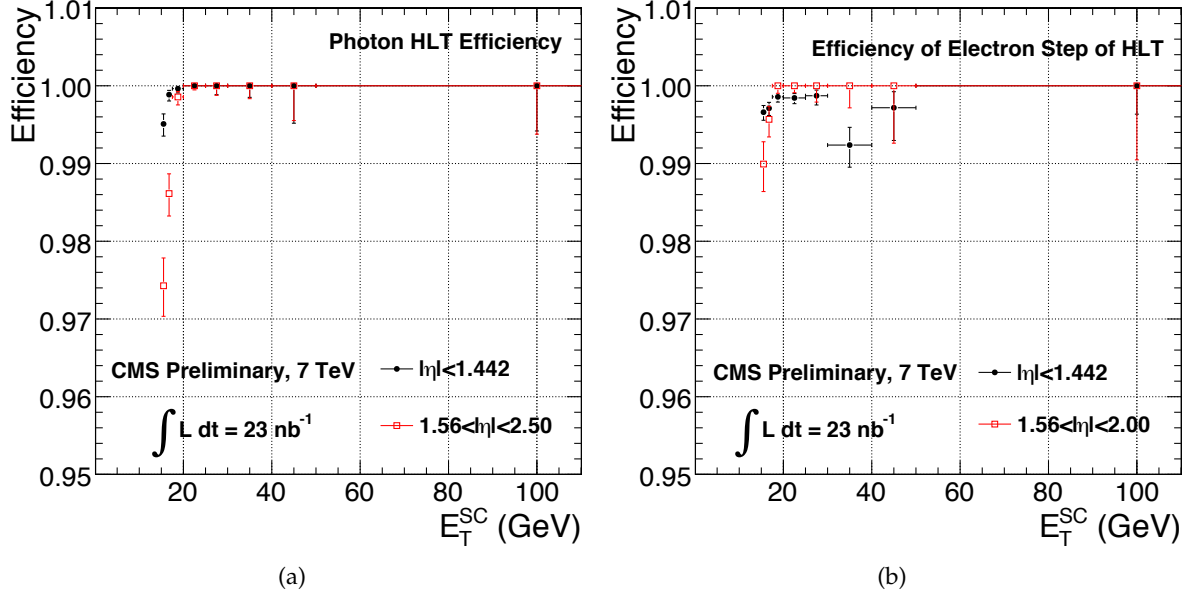 Photon HLT Efficiency
Efficiency
1.01
1.00
0.99
0.98
0.97
0.96
0.95
CMS Preliminary, 7 TeV
|η|<1.442
∫ L dt = 23 nb⁻¹
1.56<|η|<2.50
20 40 60 80 100
E_T^SC (GeV)
(a)
Efficiency of Electron Step of HLT
Efficiency
1.01
1.00
0.99
0.98
0.97
0.96
0.95
CMS Preliminary, 7 TeV
|η|<1.442
∫ L dt = 23 nb⁻¹
1.56<|η|<2.00
20 40 60 80 100
E_T^SC (GeV)
(b)